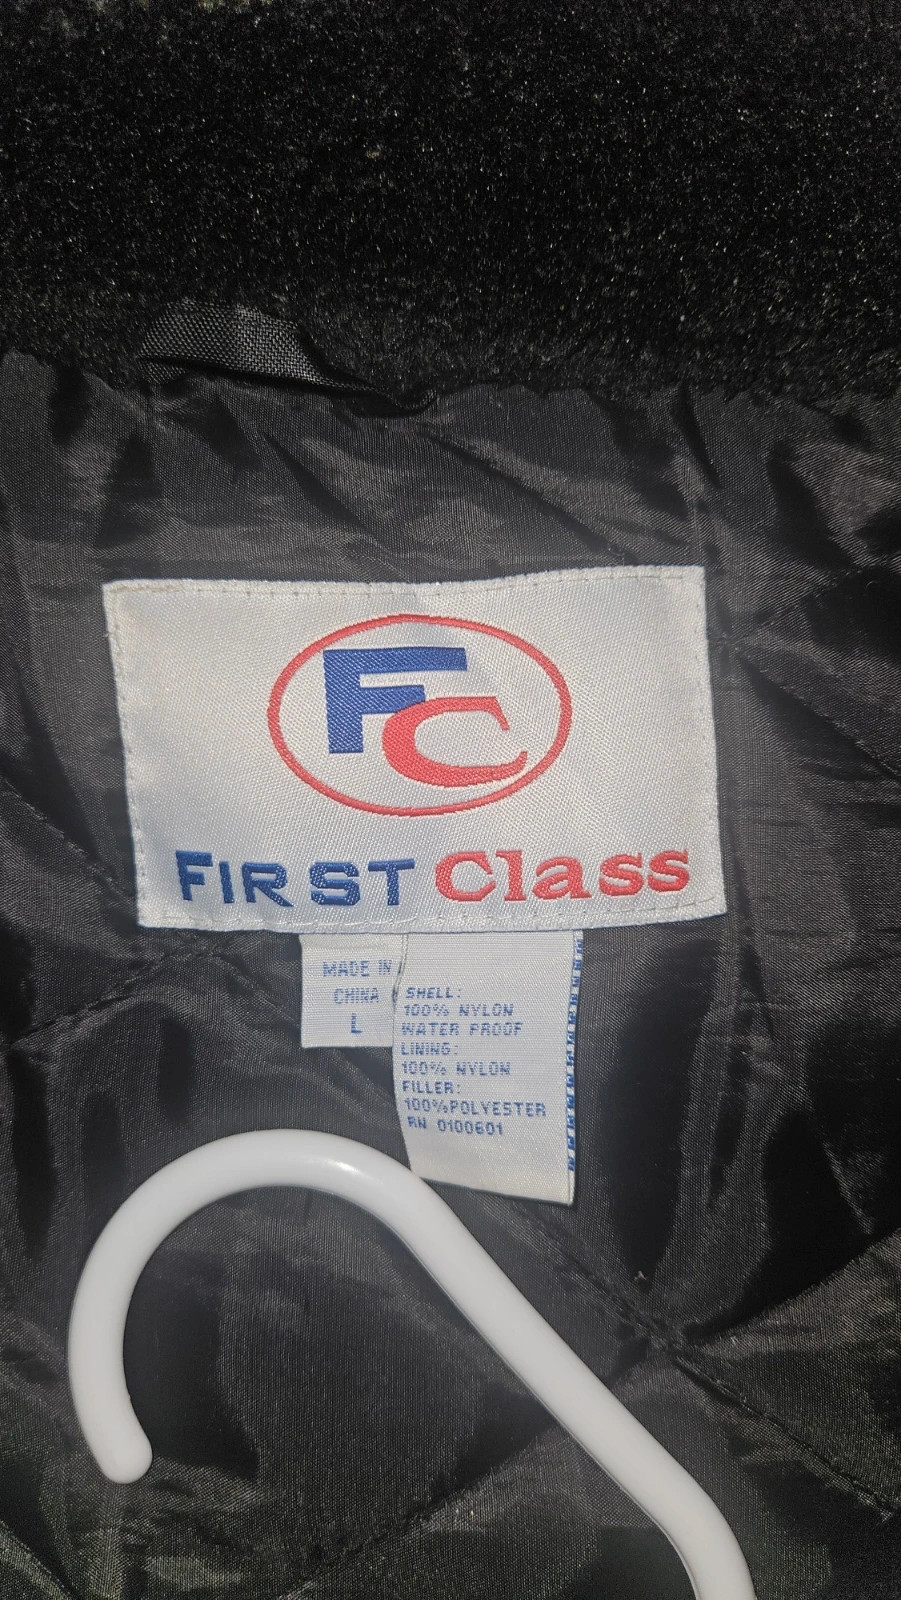 FC
FIRST Class
MADE IN
CHINA
L
SHELL:
100% NYLON
WATER PROOF
LINING:
100% NYLON
FILLER:
100%POLYESTER
RN 0100601